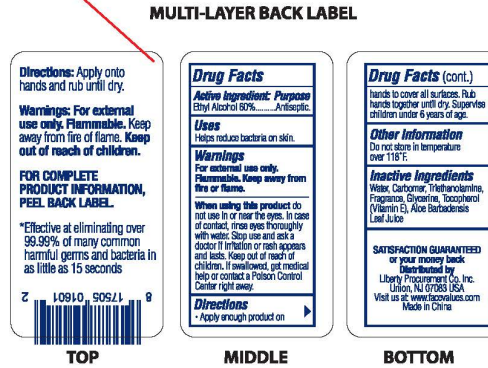 MULTI-LAYER BACK LABEL
Directions: Apply onto
hands and rub until dry.
Warnings: For external
use only. Flammable. Keep
away from fire of flame. Keep
out of reach of children.
FOR COMPLETE
PRODUCT INFORMATION,
PEEL BACK LABEL.
*Effective at eliminating over
99.99% of many common
harmful germs and bacteria in
as little as 15 seconds
8 17505 01601 2
TOP
Drug Facts
Active Ingredient: Purpose
Ethyl Alcohol 60%..........Antiseptic.
Uses
Helps reduce bacteria on skin.
Warnings
For external use only.
Flammable. Keep away from
fire or flame.
When using this product do
not use in or near the eyes. In case
of contact, rinse eyes thoroughly
with water. Stop use and ask a
doctor if irritation or rash appears
and lasts. Keep out of reach of
children. If swallowed, get medical
help or contact a Poison Control
Center right away.
Directions
• Apply enough product on
MIDDLE
Drug Facts (cont.)
hands to cover all surfaces. Rub
hands together until dry. Supervise
children under 6 years of age.
Other Information
Do not store in temperature
over 118°F.
Inactive Ingredients
Water, Carbomer, Triethanolamine,
Fragrance, Glycerine, Tocopherol
(Vitamin E), Aloe Barbadensis
Leaf Juice
SATISFACTION GUARANTEED
or your money back
Distributed by
Liberty Procurement Co. Inc.
Union, NJ 07083 USA
Visit us at: www.facevalues.com
Made in China
BOTTOM